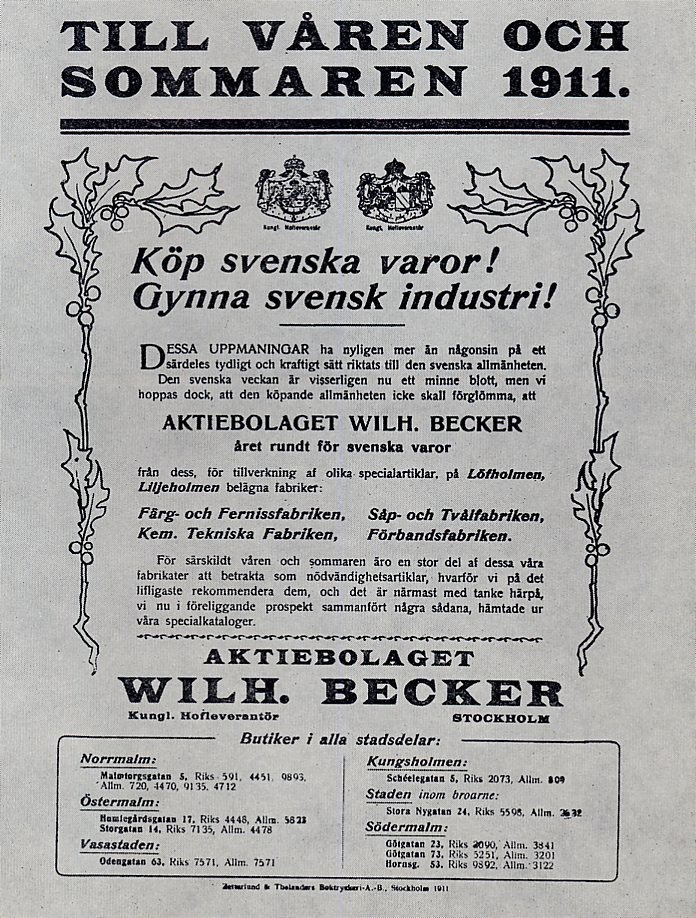 TILL VÅREN OCH
SOMMAREN 1911.
Kungl. Hofleverantör
Kungl. Hofleverantör
Köp svenska varor!
Gynna svensk industri!
DESSA UPPMANINGAR ha nyligen mer än någonsin på ett
särdeles tydligt och kraftigt sätt riktats till den svenska allmänheten.
Den svenska veckan är visserligen nu ett minne blott, men vi
hoppas dock, att den köpande allmänheten icke skall förglömma, att
AKTIEBOLAGET WILH. BECKER
året rundt för svenska varor
från dess, för tillverkning af olika specialartiklar, på Löfholmen,
Liljeholmen belägna fabriker:
Färg- och Fernissfabriken,
Såp- och Tvålfabriken,
Kem. Tekniska Fabriken,
Förbandsfabriken.
För särskildt våren och sommaren äro en stor del af dessa våra
fabrikater att betrakta som nödvändighetsartiklar, hvarför vi på det
lifligaste rekommendera dem, och det är närmast med tanke härpå,
vi nu i föreliggande prospekt sammanfört några sådana, hämtade ur
våra specialkataloger.
AKTIEBOLAGET
WILH. BECKER
Kungl. Hofleverantör
STOCKHOLM
Butiker i alla stadsdelar:
Norrmalm:
Malmtorgsgatan 5, Riks 591, 4451, 9893,
Allm. 720, 4470, 9135, 4712
Östermalm:
Humlegårdsgatan 17, Riks 4448, Allm. 5823
Storgatan 14, Riks 7135, Allm. 4478
Vasastaden:
Odengatan 63, Riks 7571, Allm. 7571
Kungsholmen:
Schéelegatan 5, Riks 2073, Allm.
Staden inom broarne:
Stora Nygatan 24, Riks 5598, Allm.
Södermalm:
Götgatan 23, Riks Allm. 3841
Götgatan 73, Riks 5251, Allm. 3201
Hornsg. 53, Riks 9892, Allm. 3122
Zetterlund & Thelanders Boktryckeri-A.-B., Stockholm 1911